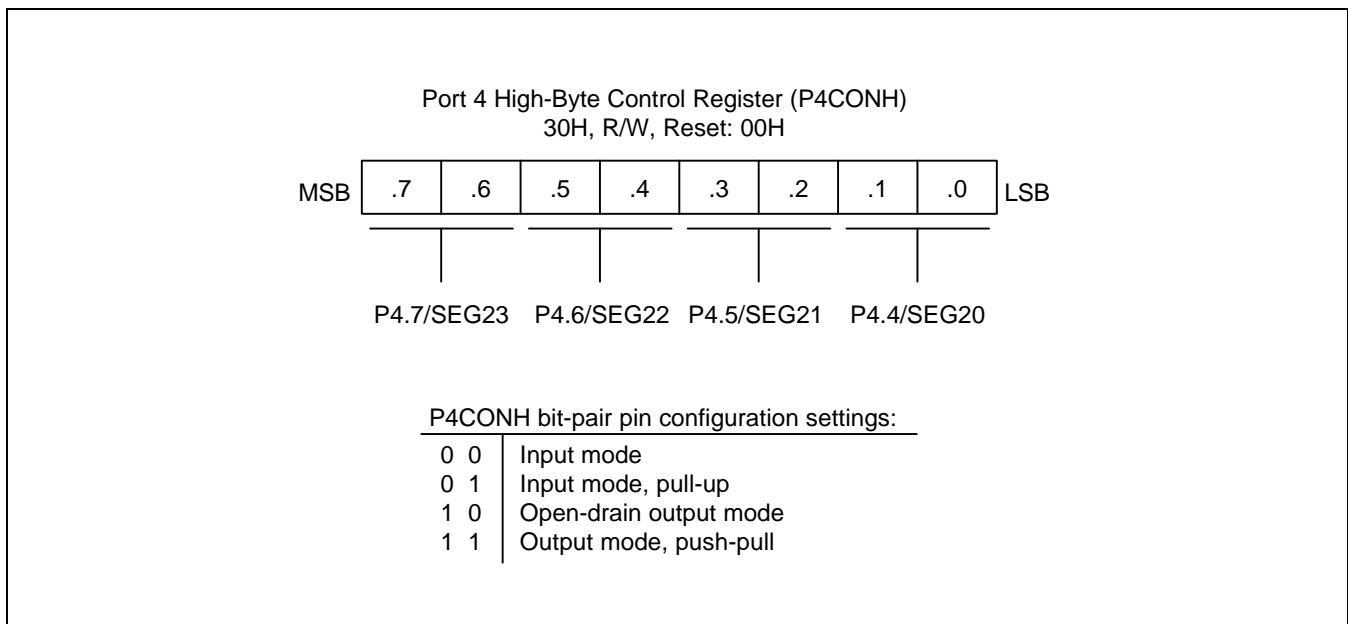 Port 4 High-Byte Control Register (P4CONH)
30H, R/W, Reset: 00H
MSB .7 .6 .5 .4 .3 .2 .1 .0 LSB
P4.7/SEG23 P4.6/SEG22 P4.5/SEG21 P4.4/SEG20
P4CONH bit-pair pin configuration settings:
0 0 Input mode
0 1 Input mode, pull-up
1 0 Open-drain output mode
1 1 Output mode, push-pull